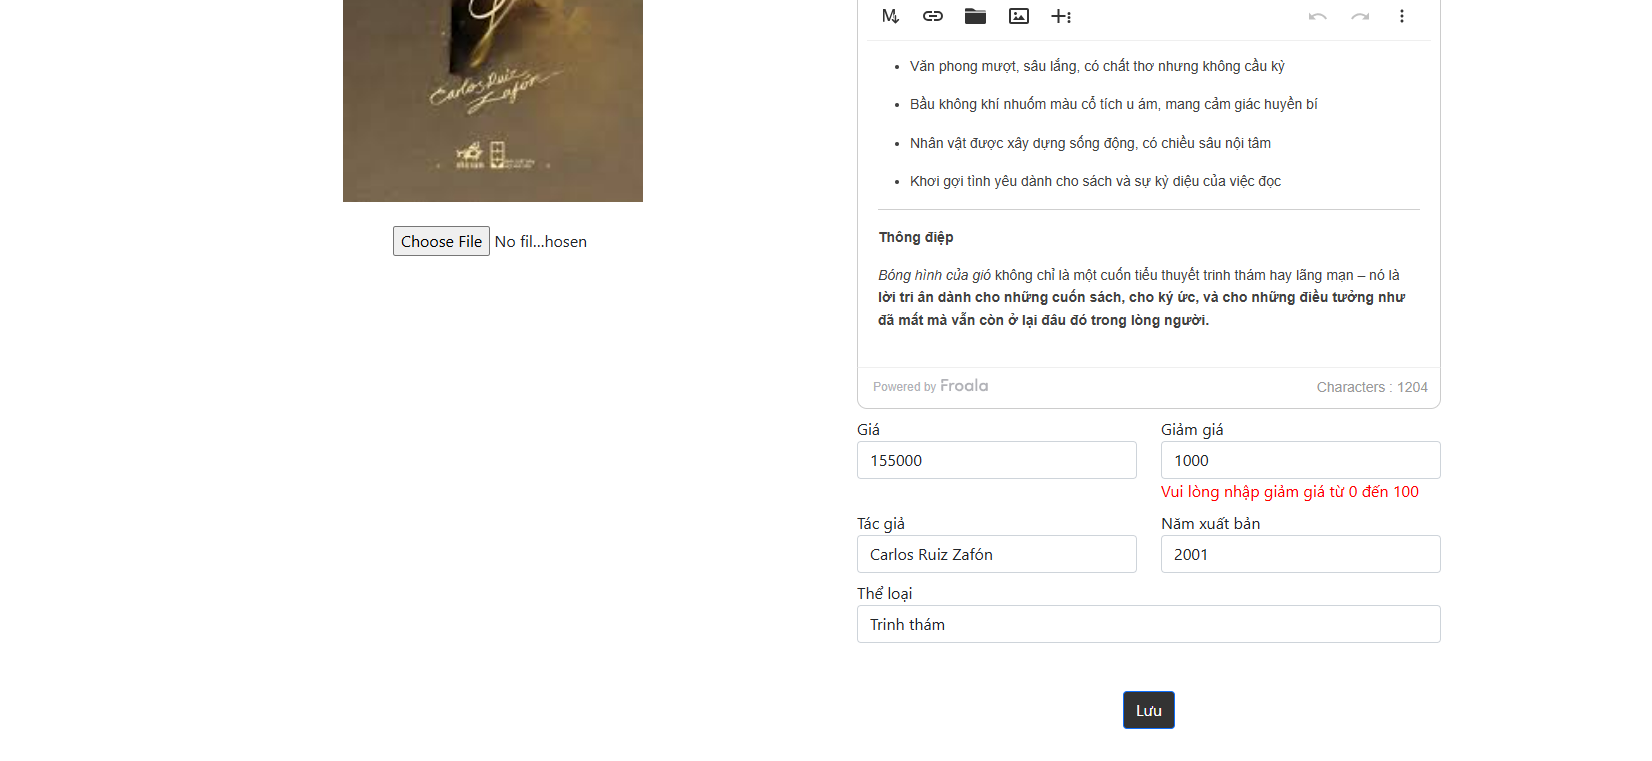 Carlos Ruiz
Zafón
Choose File No fil...hosen
Văn phong mượt, sâu lắng, có chất thơ nhưng không cầu kỳ
Bầu không khí nhuốm màu cổ tích u ám, mang cảm giác huyền bí
Nhân vật được xây dựng sống động, có chiều sâu nội tâm
Khơi gợi tình yêu dành cho sách và sự kỳ diệu của việc đọc
Thông điệp
Bóng hình của gió không chỉ là một cuốn tiểu thuyết trinh thám hay lãng mạn – nó là
lời tri ân dành cho những cuốn sách, cho ký ức, và cho những điều tưởng như
đã mất mà vẫn còn ở lại đâu đó trong lòng người.
Powered by Froala
Characters : 1204
Giá
Giảm giá
155000
1000
Vui lòng nhập giảm giá từ 0 đến 100
Tác giả
Năm xuất bản
Carlos Ruiz Zafón
2001
Thể loại
Trinh thám
Lưu